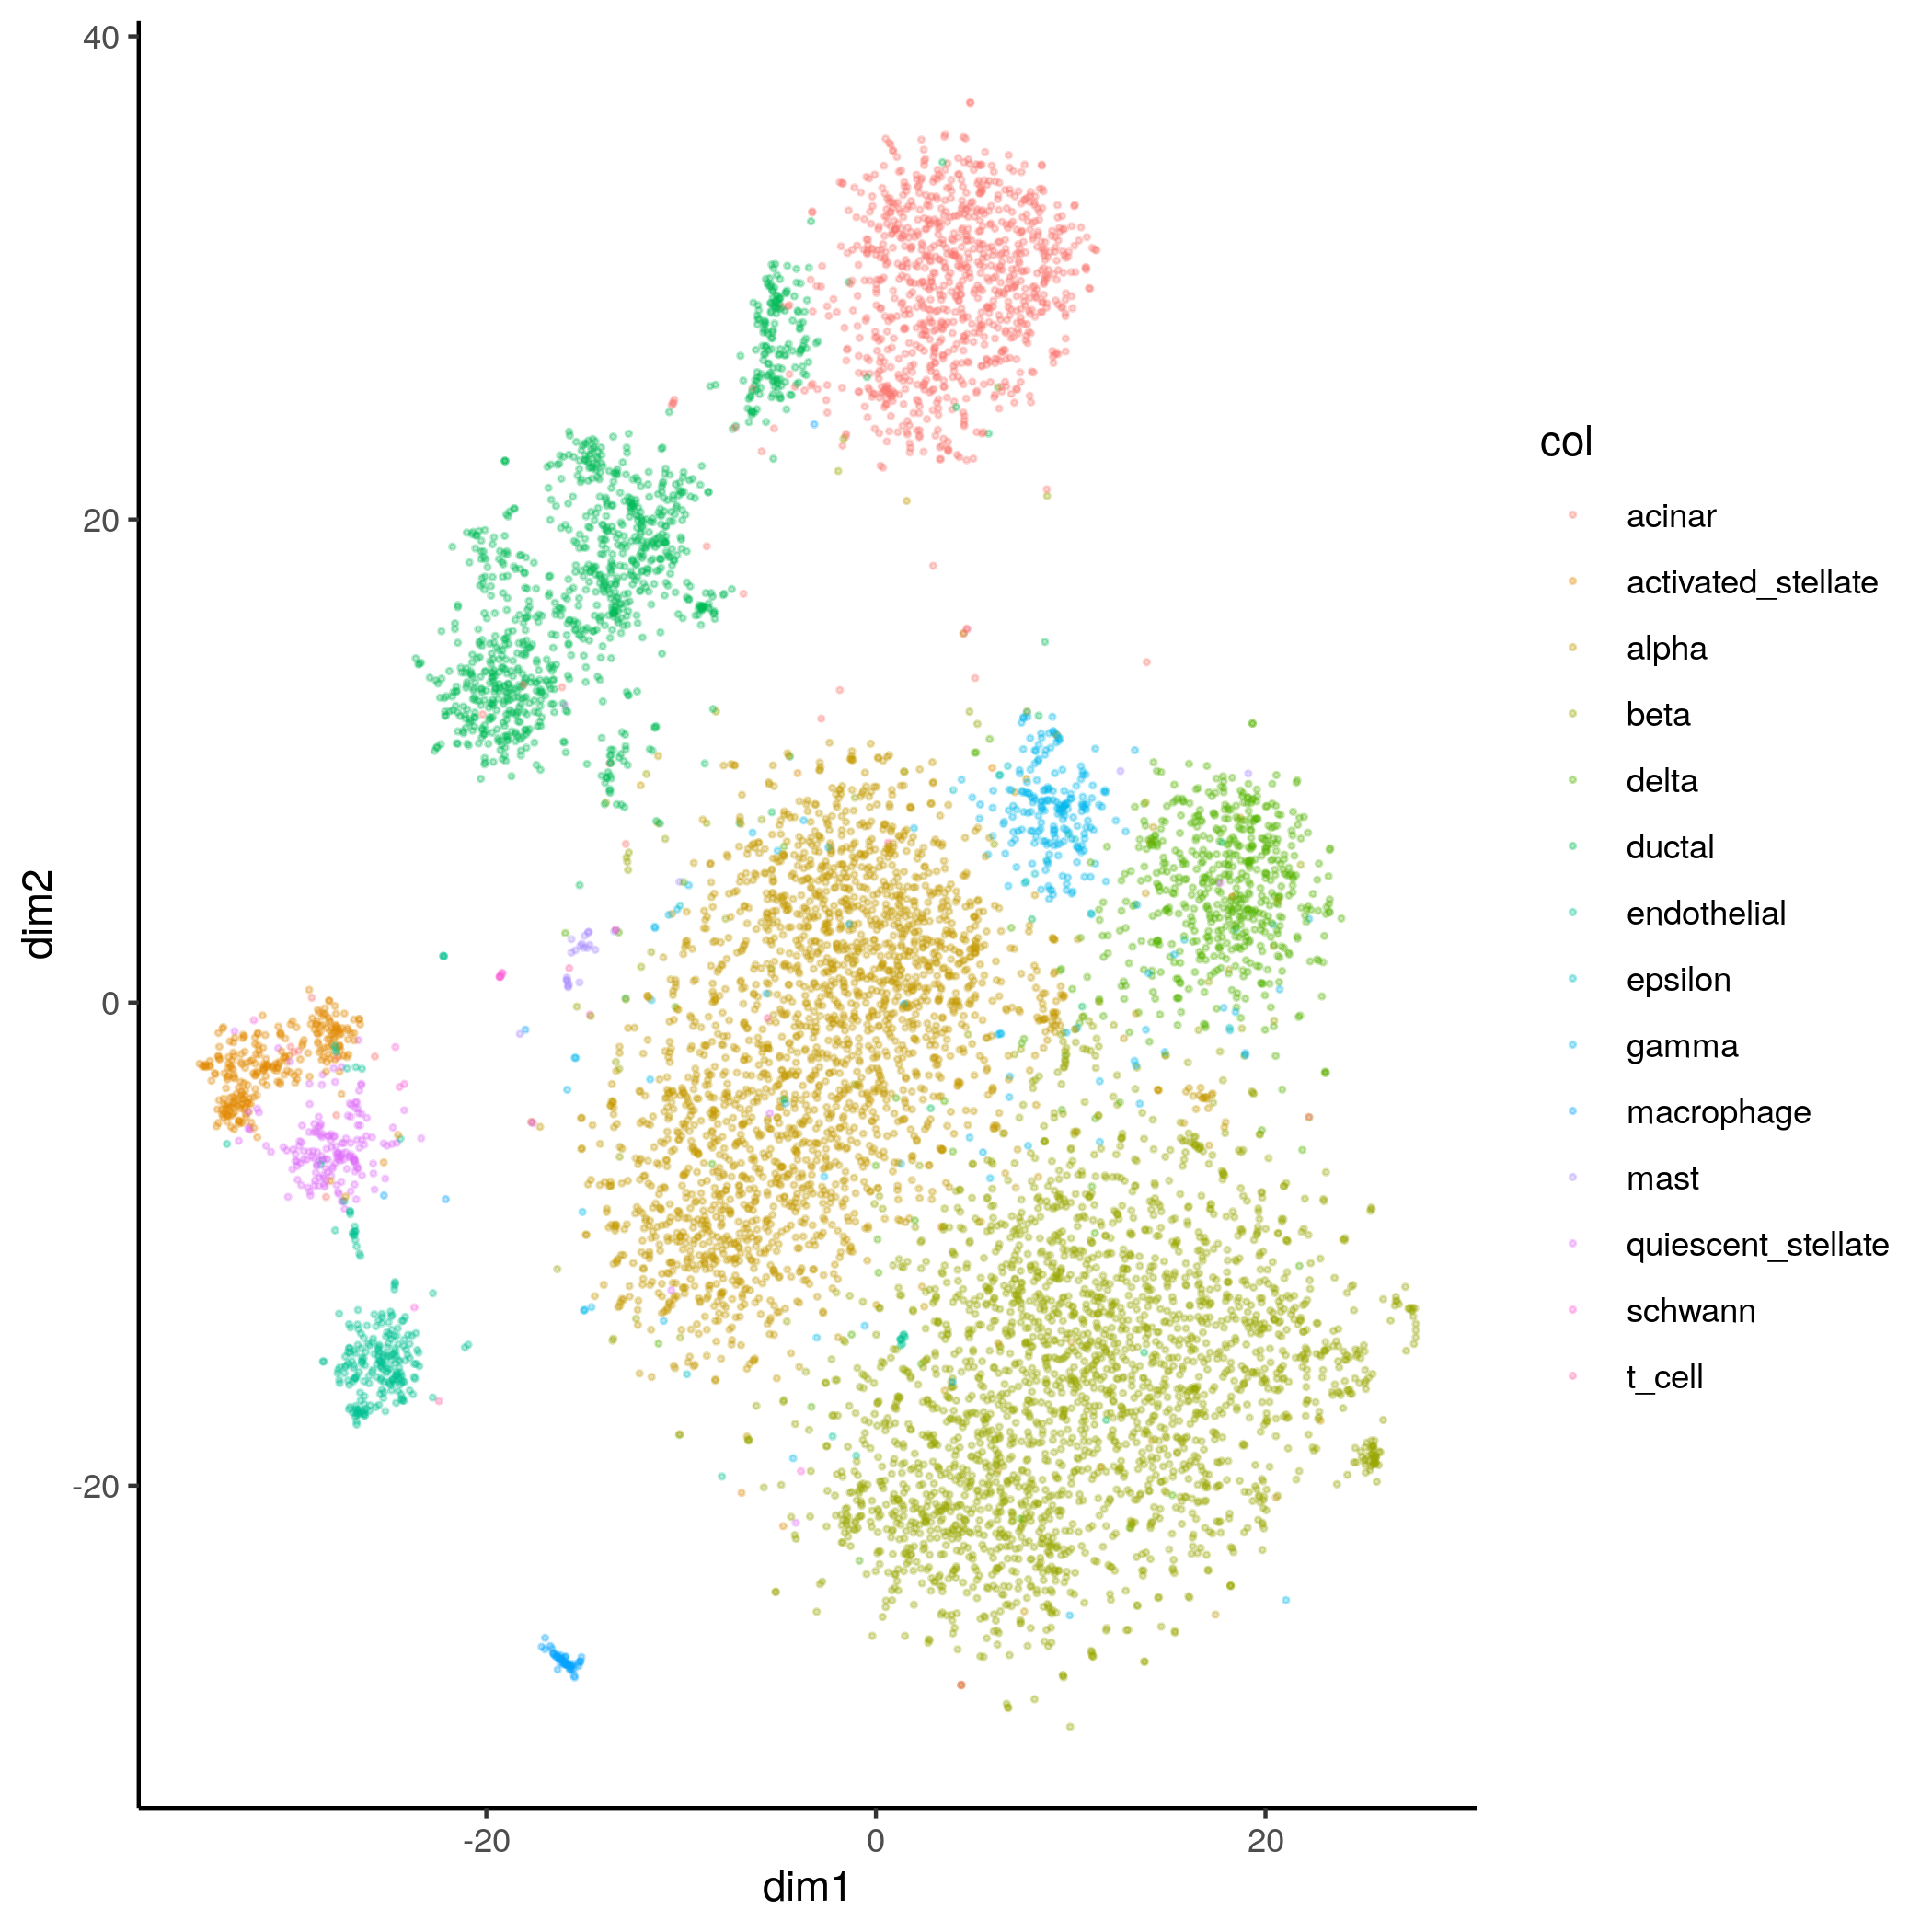 40
20
0
-20
dim2
-20
0
20
dim1
col
acinar
activated_stellate
alpha
beta
delta
ductal
endothelial
epsilon
gamma
macrophage
mast
quiescent_stellate
schwann
t_cell